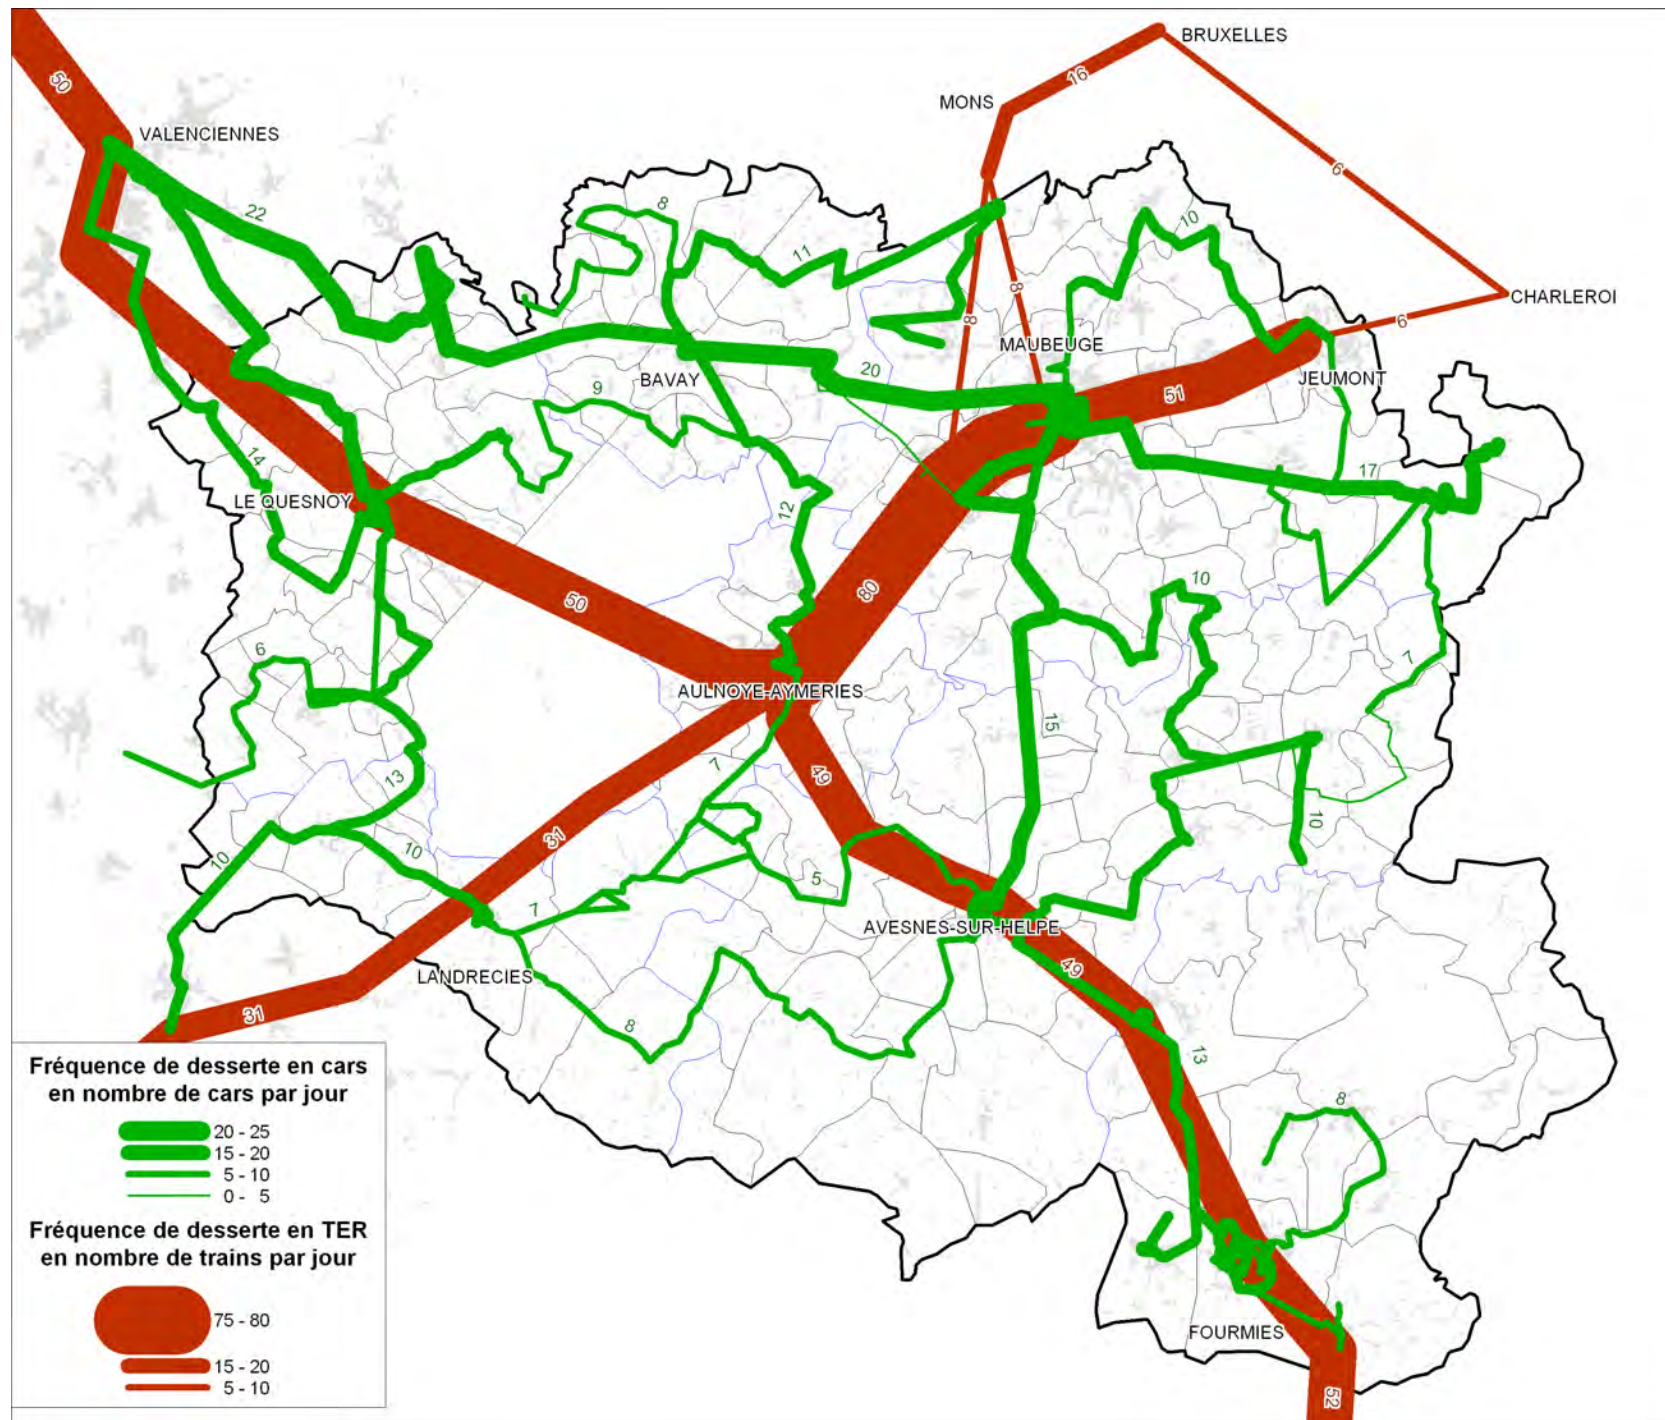 BRUXELLES
50
16
MONS
VALENCIENNES
6
8
22
10
11
8
CHARLEROI
8
6
MAUBEUGE
20
BAVAY
JEUMONT
9
51
14
17
LE QUESNOY
12
10
80
50
6
7
AULNOYE-AYMERIES
15
7
49
13
10
31
10
10
5
7
AVESNES-SUR-HELPE
49
LANDRECIES
31
8
13
8
FOURMIES
52
Fréquence de desserte en cars
en nombre de cars par jour
20 - 25
15 - 20
5 - 10
0 - 5
Fréquence de desserte en TER
en nombre de trains par jour
75 - 80
15 - 20
5 - 10